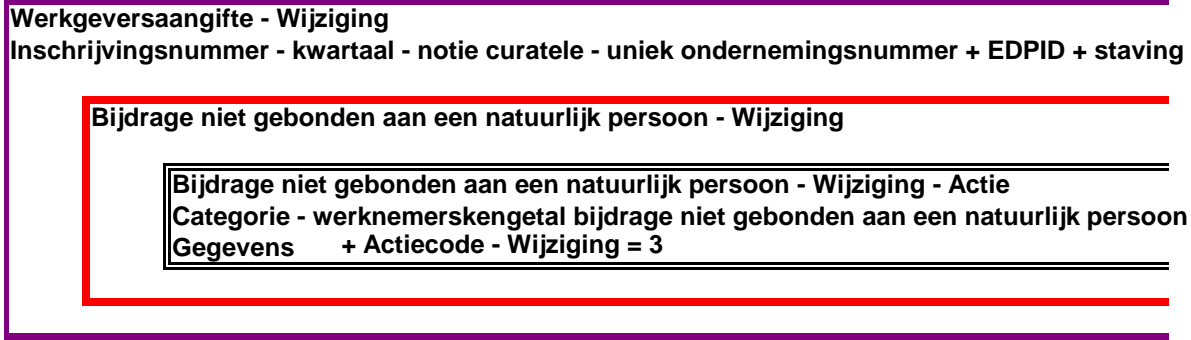 Werkgeversaangifte - Wijziging
Inschrijvingsnummer - kwartaal - notie curatele - uniek ondernemingsnummer + EDPID + staving
Bijdrage niet gebonden aan een natuurlijk persoon - Wijziging
Bijdrage niet gebonden aan een natuurlijk persoon - Wijziging - Actie
Categorie - werknemerskengetal bijdrage niet gebonden aan een natuurlijk persoon
Gegevens + Actiecode - Wijziging = 3